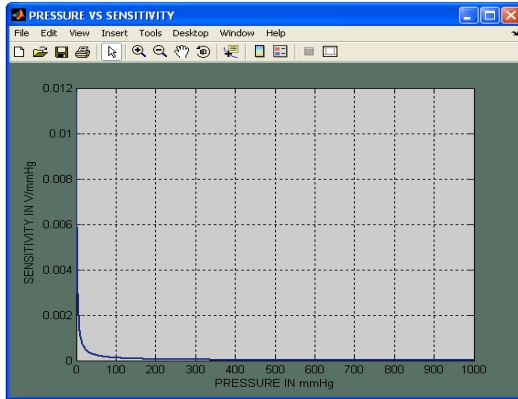 PRESSURE VS SENSITIVITY
File Edit View Insert Tools Desktop Window Help
0.012
0.01
0.008
0.006
0.004
0.002
0
SENSITIVITY IN V/mmHg
0 100 200 300 400 500 600 700 800 900 1000
PRESSURE IN mmHg